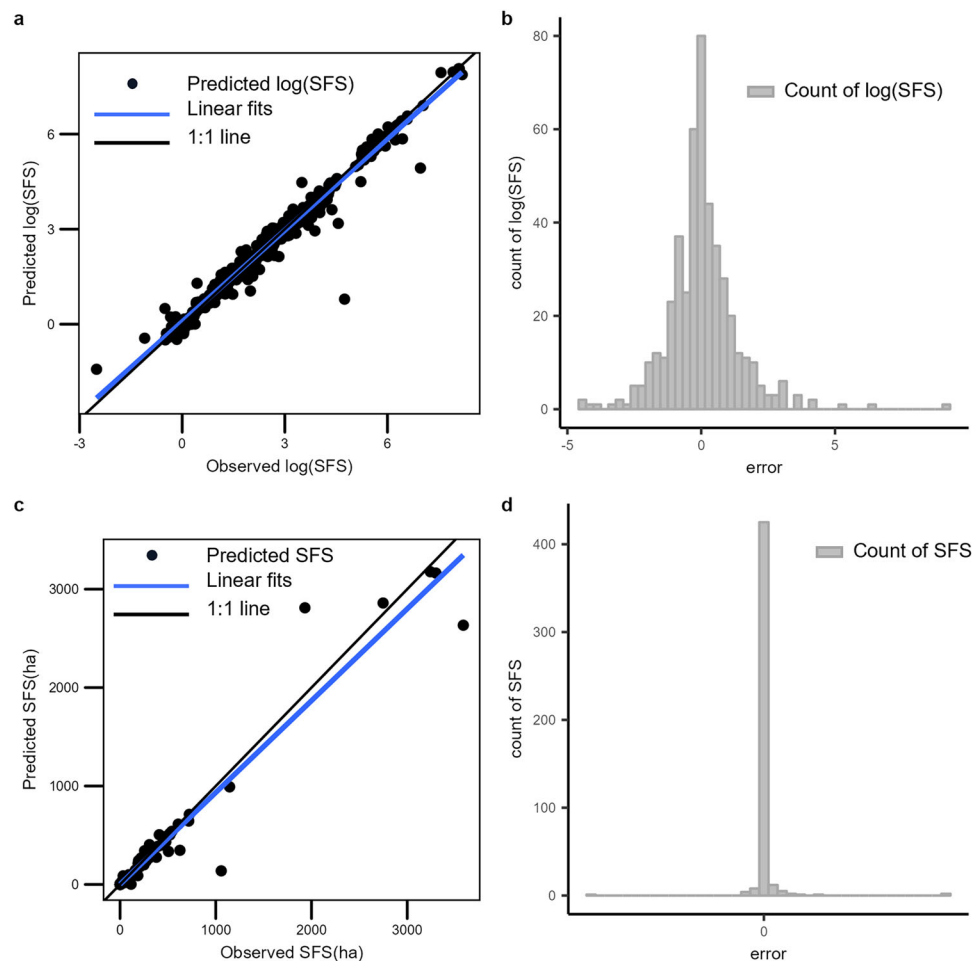 a
Predicted log(SFS)
Linear fits
1:1 line
6
3
0
-3
0
3
6
Predicted log(SFS)
Observed log(SFS)
b
80
60
40
20
0
-5
0
5
Count of log(SFS)
count of log(SFS)
error
c
Predicted SFS
Linear fits
1:1 line
3000
2000
1000
0
0
1000
2000
3000
Predicted SFS(ha)
Observed SFS(ha)
d
400
300
200
100
0
0
Count of SFS
count of SFS
error